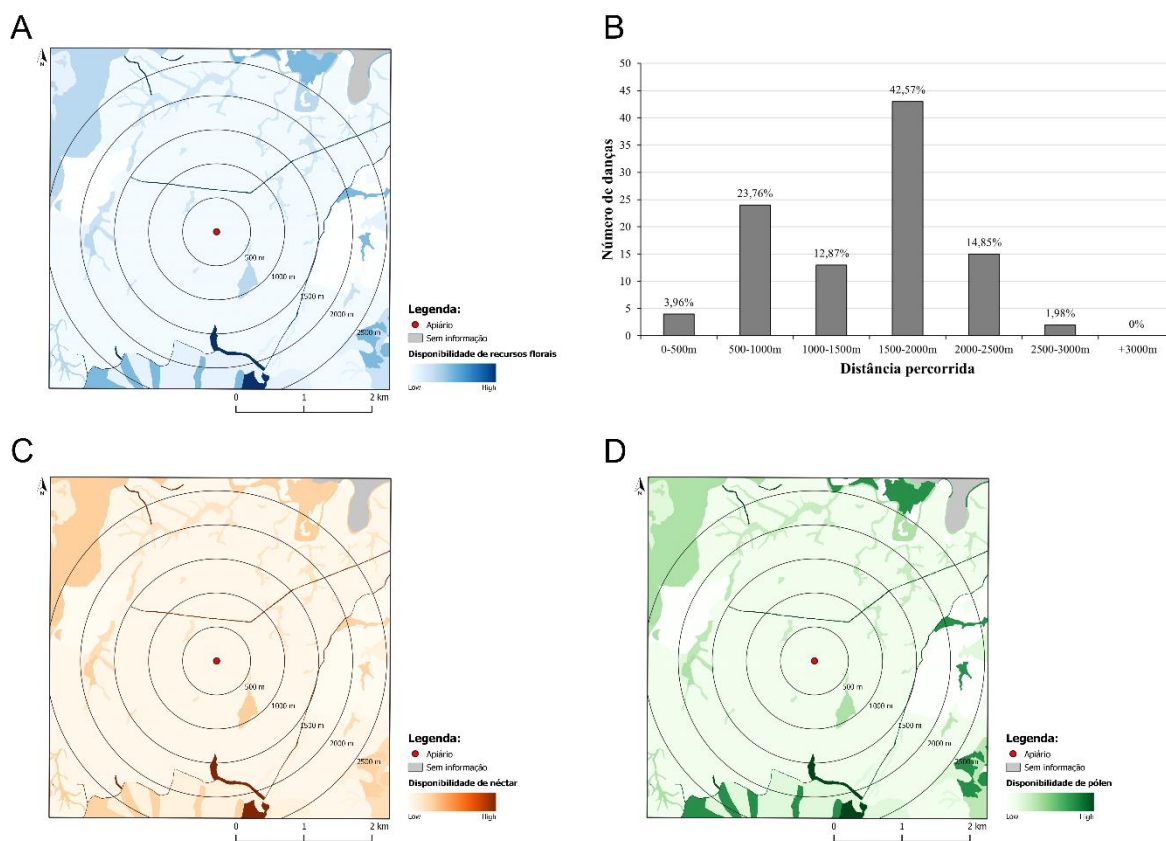 A
N
500 m
1000 m
1500 m
2000 m
2500 m
Legenda:
Apiário
Sem informação
Disponibilidade de recursos florais
Low High
0 1 2 km
B
Número de danças
50
45
40
35
30
25
20
15
10
5
0
3,96%
23,76%
12,87%
42,57%
14,85%
1,98%
0%
0-500m 500-1000m 1000-1500m 1500-2000m 2000-2500m 2500-3000m +3000m
Distância percorrida
C
N
500 m
1000 m
1500 m
2000 m
2500 m
Legenda:
Apiário
Sem informação
Disponibilidade de néctar
Low High
0 1 2 km
D
N
500 m
1000 m
1500 m
2000 m
2500m
Legenda:
Apiário
Sem informação
Disponibilidade de pólen
Low High
0 1 2 km